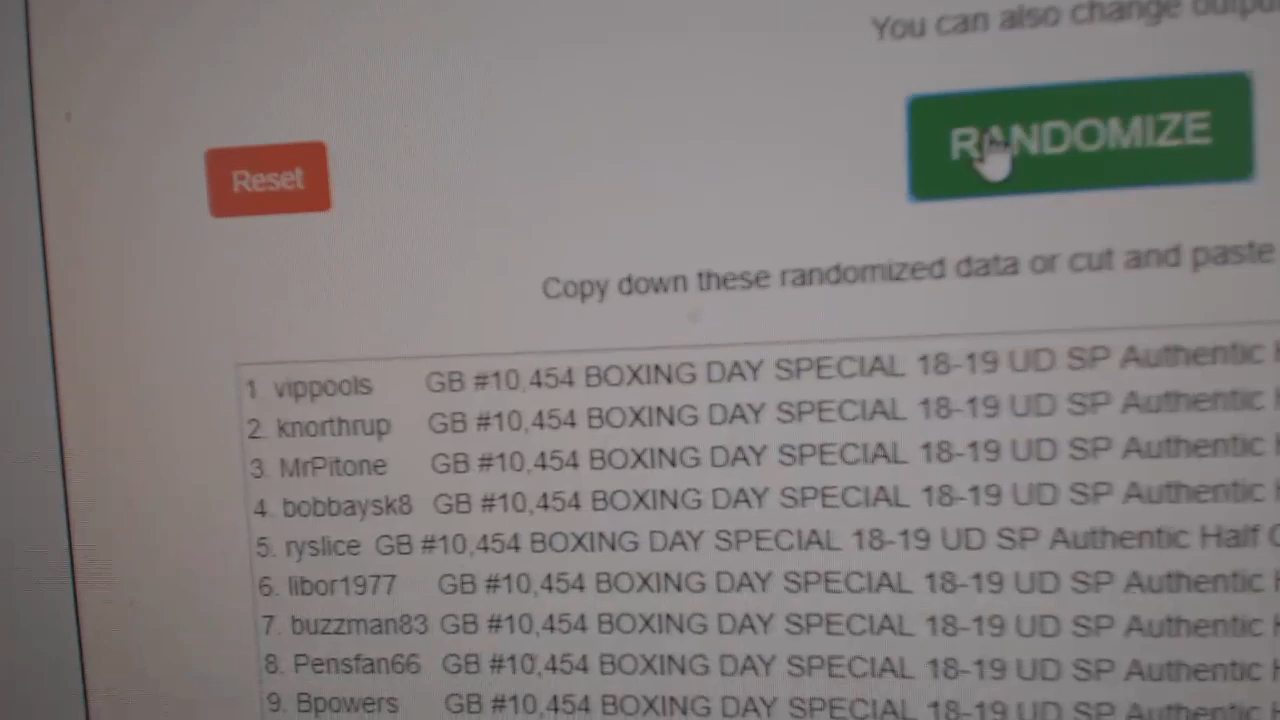 You can also change
RANDOMIZE
Reset
Copy down these randomized data or cut and paste
1. vippools GB #10,454 BOXING DAY SPECIAL 18-19 UD SP Authentic
2. knorthrup GB #10,454 BOXING DAY SPECIAL 18-19 UD SP Authentic
3. MrPitone GB #10,454 BOXING DAY SPECIAL 18-19 UD SP Authentic
4. bobbaysk8 GB #10,454 BOXING DAY SPECIAL 18-19 UD SP Authentic
5. ryslice GB #10,454 BOXING DAY SPECIAL 18-19 UD SP Authentic Half
6. libor1977 GB #10,454 BOXING DAY SPECIAL 18-19 UD SP Authentic
7. buzzman83 GB #10,454 BOXING DAY SPECIAL 18-19 UD SP Authentic
8. Pensfan66 GB #10,454 BOXING DAY SPECIAL 18-19 UD SP Authentic
9. Bpowers GB #10,454 BOXING DAY SPECIAL 18-19 UD SP Authentic